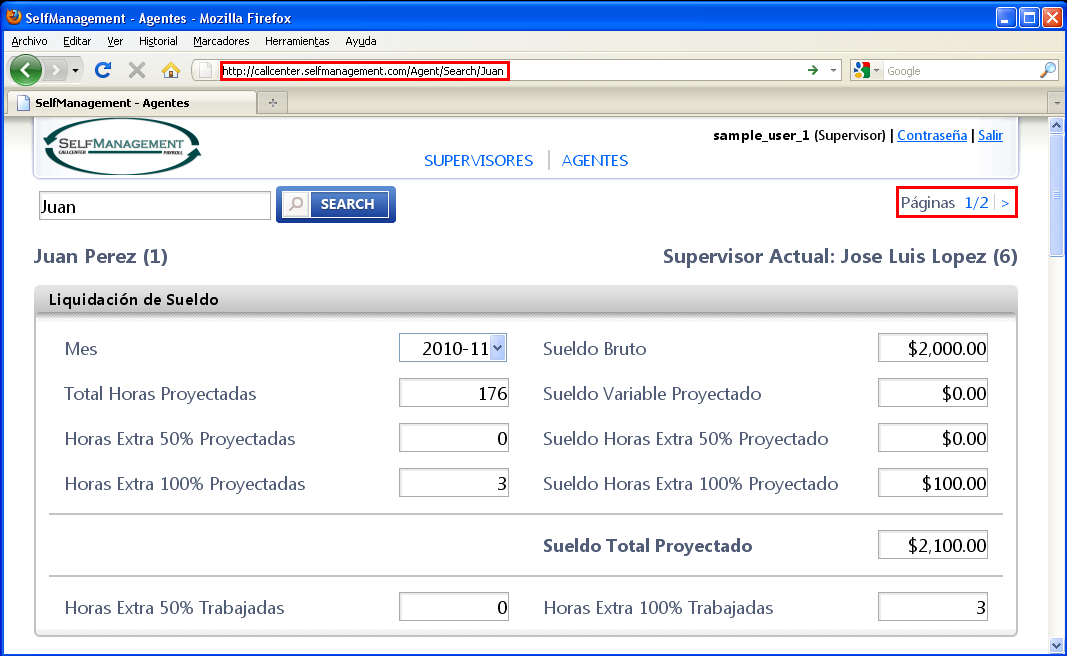 SelfManagement - Agentes - Mozilla Firefox
Archivo Editar Ver Historial Marcadores Herramientas Ayuda
http://callcenter.selfmanagement.com/Agent/Search/Juan Google
SelfManagement - Agentes
SELFMANAGEMENT
CALLCENTER PAYROLL
sample_user_1 (Supervisor) | Contraseña | Salir
SUPERVISORES | AGENTES
Juan SEARCH Páginas 1/2 | >
Juan Perez (1) Supervisor Actual: Jose Luis Lopez (6)
Liquidación de Sueldo
Mes 2010-11 Sueldo Bruto $2,000.00
Total Horas Proyectadas 176 Sueldo Variable Proyectado $0.00
Horas Extra 50% Proyectadas 0 Sueldo Horas Extra 50% Proyectado $0.00
Horas Extra 100% Proyectadas 3 Sueldo Horas Extra 100% Proyectado $100.00
Sueldo Total Proyectado $2,100.00
Horas Extra 50% Trabajadas 0 Horas Extra 100% Trabajadas 3